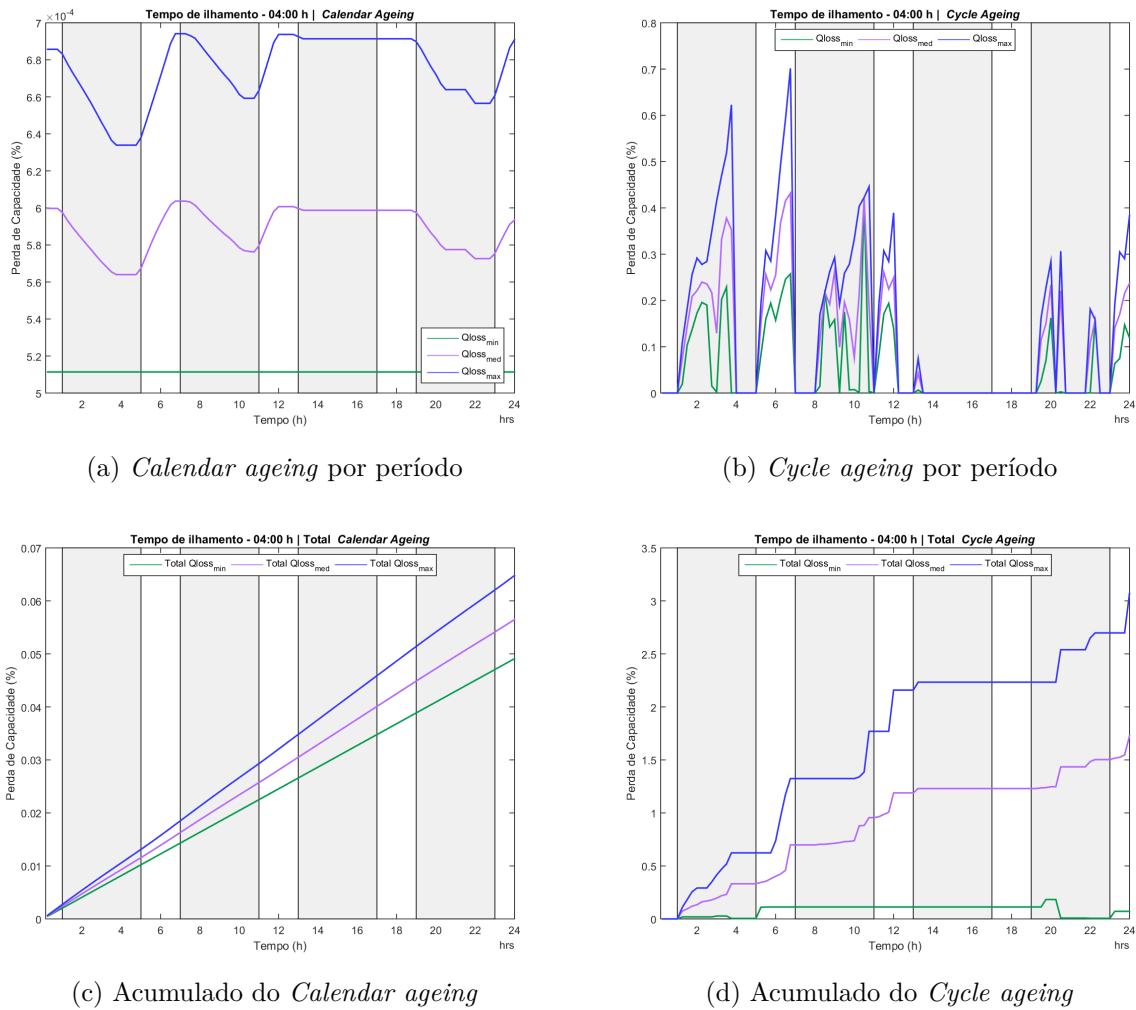 Tempo de ilhamento - 04:00 h | Calendar Ageing
×10⁻⁴
7
6.8
6.6
6.4
6.2
6
5.8
5.6
5.4
5.2
5
Perda de Capacidade (%)
Qloss_min
Qloss_med
Qloss_max
2 4 6 8 10 12 14 16 18 20 22 24
Tempo (h)
hrs
(a) Calendar ageing por período
Tempo de ilhamento - 04:00 h | Cycle Ageing
Qloss_min Qloss_med Qloss_max
0.8
0.7
0.6
0.5
0.4
0.3
0.2
0.1
0
Perda de Capacidade (%)
2 4 6 8 10 12 14 16 18 20 22 24
Tempo (h)
hrs
(b) Cycle ageing por período
Tempo de ilhamento - 04:00 h | Total Calendar Ageing
Total Qloss_min Total Qloss_med Total Qloss_max
0.07
0.06
0.05
0.04
0.03
0.02
0.01
0
Perda de Capacidade (%)
2 4 6 8 10 12 14 16 18 20 22 24
Tempo (h)
hrs
(c) Acumulado do Calendar ageing
Tempo de ilhamento - 04:00 h | Total Cycle Ageing
Total Qloss_min Total Qloss_med Total Qloss_max
3.5
3
2.5
2
1.5
1
0.5
0
Perda de Capacidade (%)
2 4 6 8 10 12 14 16 18 20 22 24
Tempo (h)
hrs
(d) Acumulado do Cycle ageing